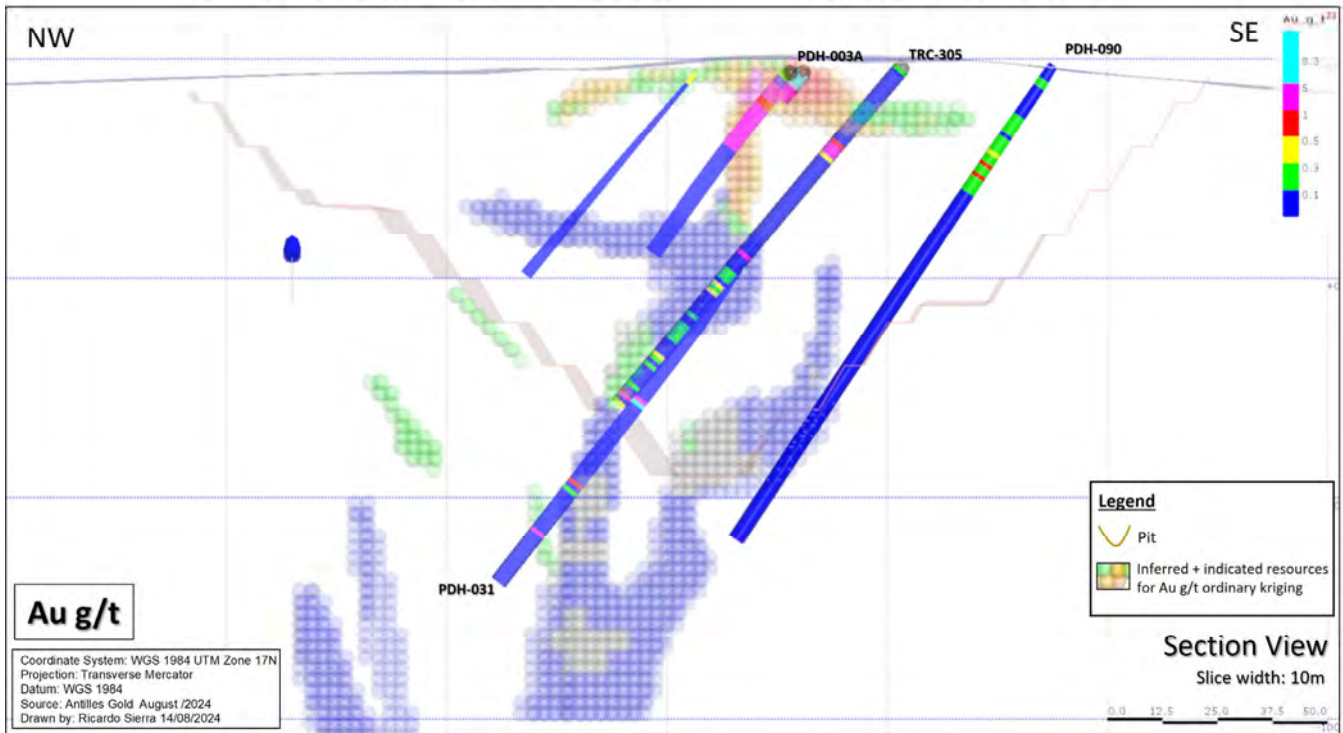 NW
SE
PDH-003A
TRC-305
PDH-090
Au g/t
5
1
0.5
0.3
0.1
PDH-031
Legend
Pit
Inferred + indicated resources
for Au g/t ordinary kriging
Au g/t
Coordinate System: WGS 1984 UTM Zone 17N
Projection: Transverse Mercator
Datum: WGS 1984
Source: Antilles Gold August /2024
Drawn by: Ricardo Sierra 14/08/2024
Section View
Slice width: 10m
0.0 12.5 25.0 37.5 50.0